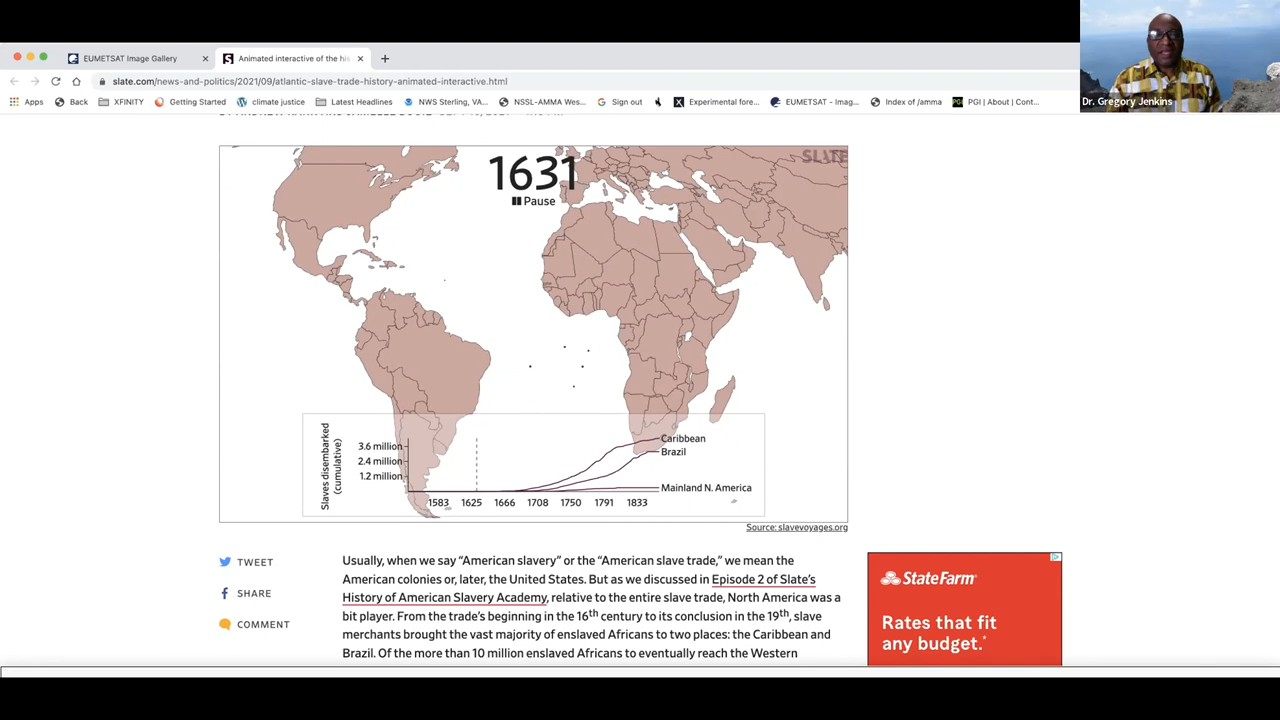 EUMETSAT Image Gallery
Animated interactive of the his
slate.com/news-and-politics/2021/09/atlantic-slave-trade-history-animated-interactive.html
Apps Back XFINITY Getting Started climate justice Latest Headlines NWS Sterling, VA... NSSL-AMMA Wes... Sign out Experimental fore... EUMETSAT - Imag... Index of /amma PGI | About | Cont...
Dr. Gregory Jenkins
SLATE
1631
Pause
Slaves disembarked
(cumulative)
3.6 million
2.4 million
1.2 million
Caribbean
Brazil
Mainland N. America
1583 1625 1666 1708 1750 1791 1833
Source: slavevoyages.org
TWEET
SHARE
COMMENT
Usually, when we say “American slavery” or the “American slave trade,” we mean the
American colonies or, later, the United States. But as we discussed in Episode 2 of Slate’s
History of American Slavery Academy, relative to the entire slave trade, North America was a
bit player. From the trade’s beginning in the 16th century to its conclusion in the 19th, slave
merchants brought the vast majority of enslaved Africans to two places: the Caribbean and
Brazil. Of the more than 10 million enslaved Africans to eventually reach the Western
StateFarm®
Rates that fit
any budget.*